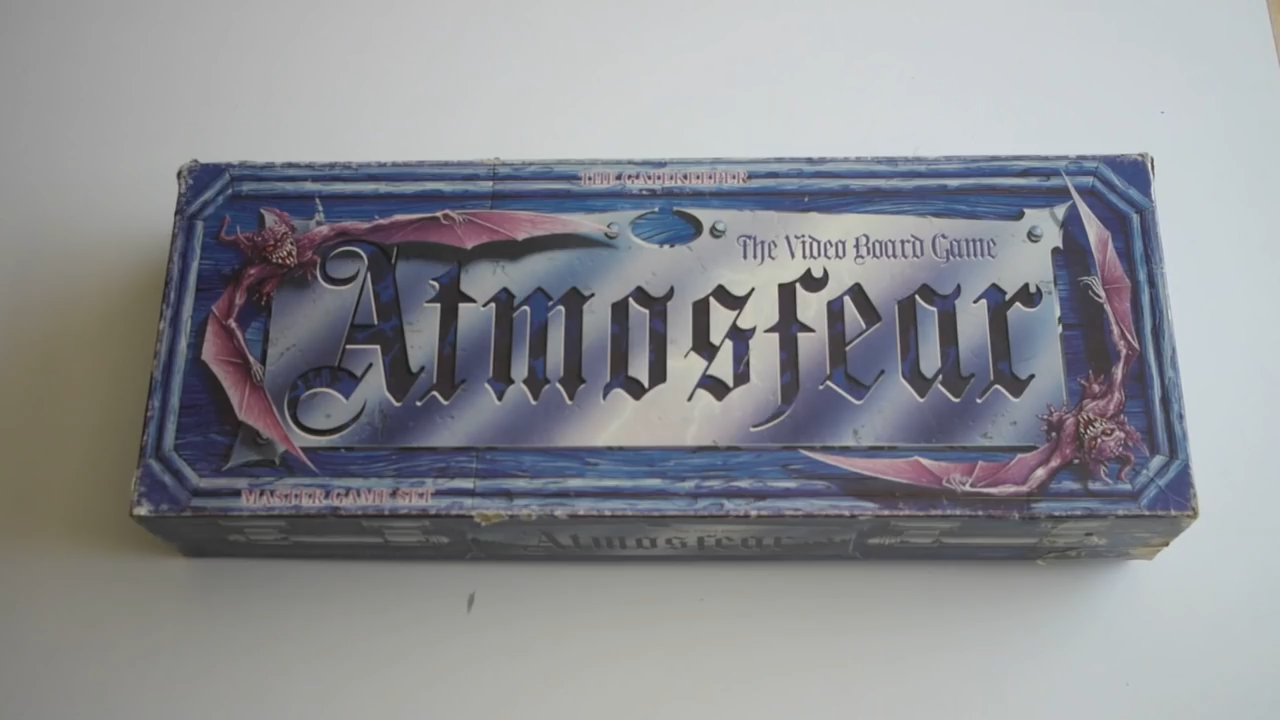 THE GATEKEEPER
The Video Board Game
Atmosfear
MASTER GAME SET
Atmosfear